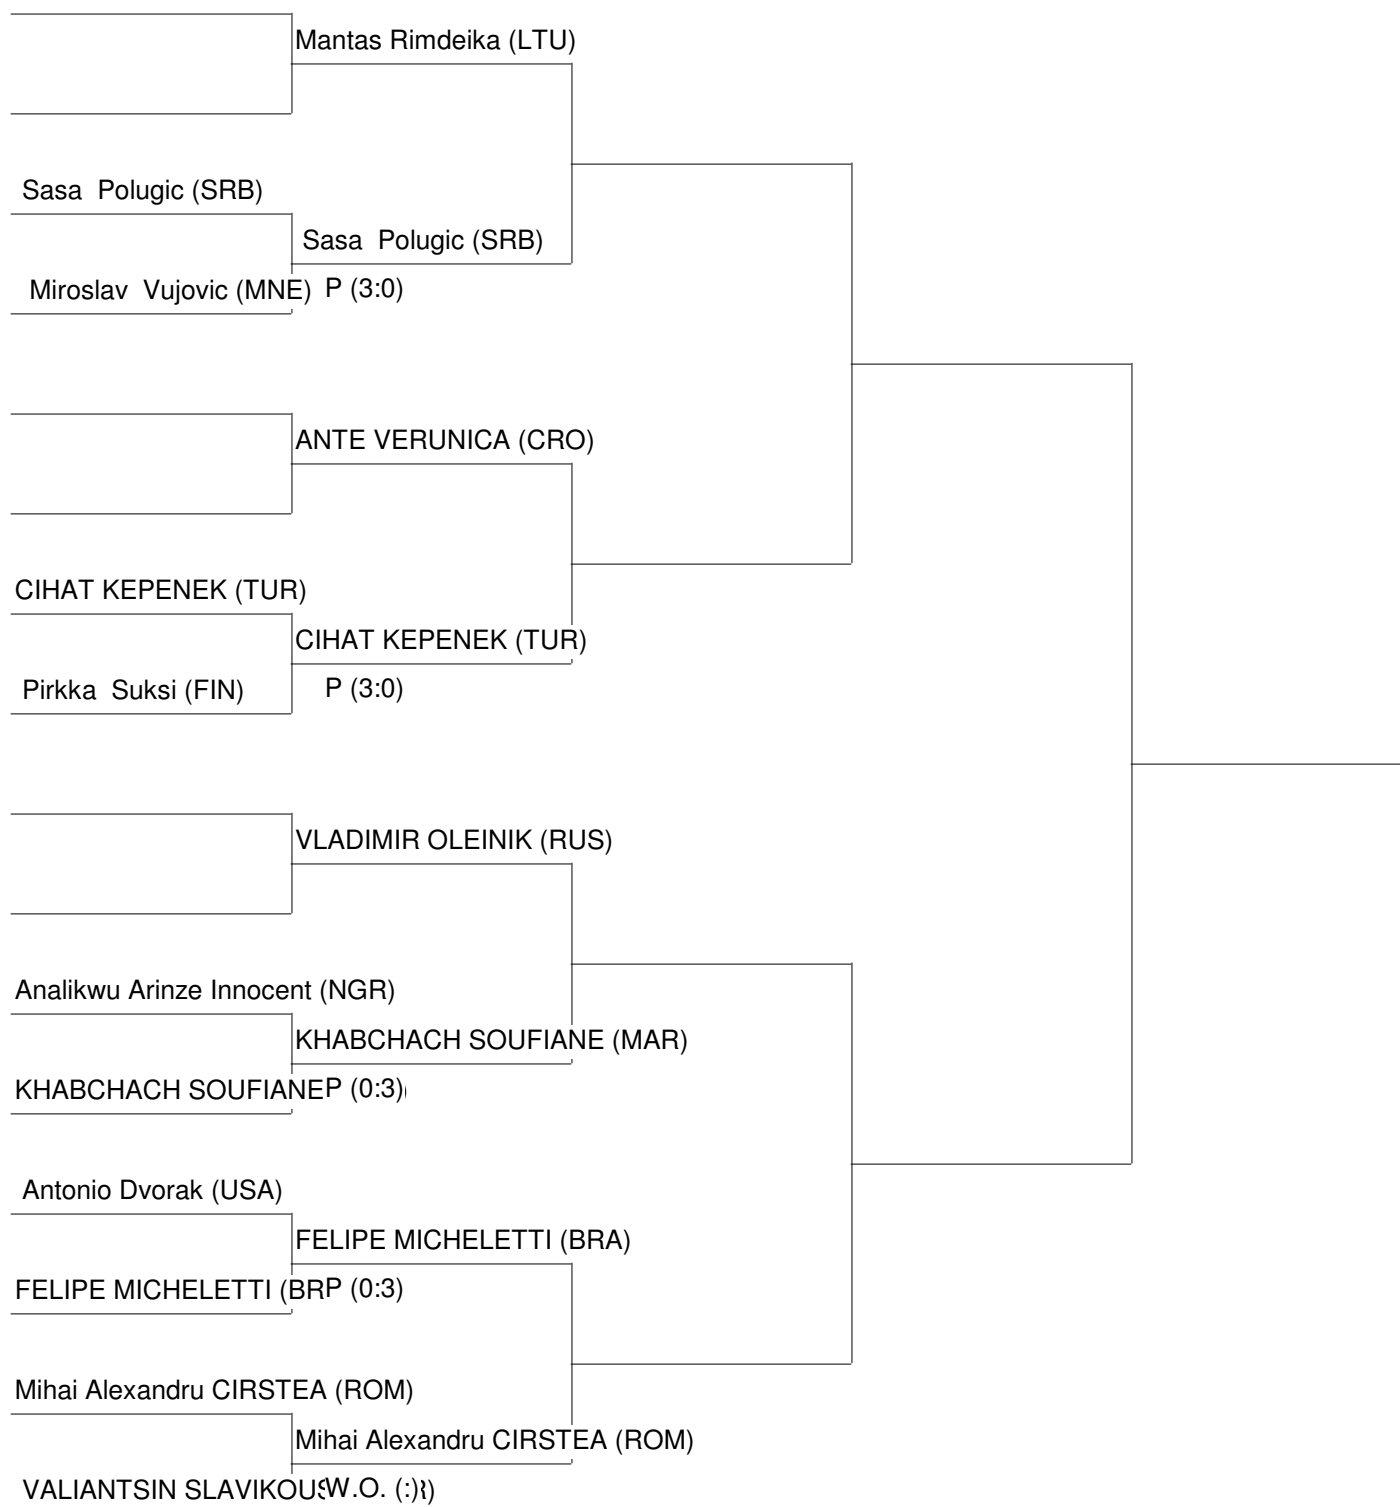 Mantas Rimdeika (LTU)
Sasa Polugic (SRB)
Sasa Polugic (SRB)
Miroslav Vujovic (MNE) P (3:0)
ANTE VERUNICA (CRO)
CIHAT KEPENEK (TUR)
CIHAT KEPENEK (TUR)
Pirkka Suksi (FIN) P (3:0)
VLADIMIR OLEINIK (RUS)
Analikwu Arinze Innocent (NGR)
KHABCHACH SOUFIANE (MAR)
KHABCHACH SOUFIANE P (0:3)
Antonio Dvorak (USA)
FELIPE MICHELETTI (BRA)
FELIPE MICHELETTI (BR P (0:3)
Mihai Alexandru CIRSTEA (ROM)
Mihai Alexandru CIRSTEA (ROM)
VALIANTSIN SLAVIKOUS W.O. (:)